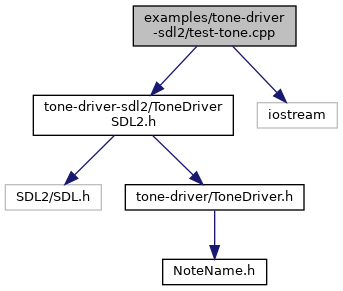 examples/tone-driver
-sdl2/test-tone.cpp
tone-driver-sdl2/ToneDriver
SDL2.h
iostream
SDL2/SDL.h
tone-driver/ToneDriver.h
NoteName.h